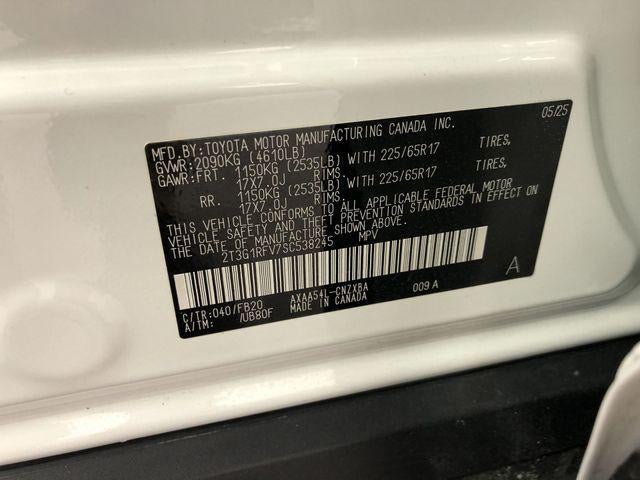 MFD.BY:TOYOTA MOTOR MANUFACTURING CANADA INC. 05/25
GVWR:2090KG (4610LB)
GAWR:FRT. 1150KG (2535LB) WITH 225/65R17 TIRES,
17X7.0J RIMS.
RR. 1150KG (2535LB) WITH 225/65R17 TIRES,
17X7.0J RIMS.
THIS VEHICLE CONFORMS TO ALL APPLICABLE FEDERAL MOTOR
VEHICLE SAFETY AND THEFT PREVENTION STANDARDS IN EFFECT ON
THE DATE OF MANUFACTURE SHOWN ABOVE.
2T3G1RFV7SC538245 MPV
C/TR:040/FB20 AXAA54L-CNZXBA 009 A A
A/TM: /UB80F MADE IN CANADA